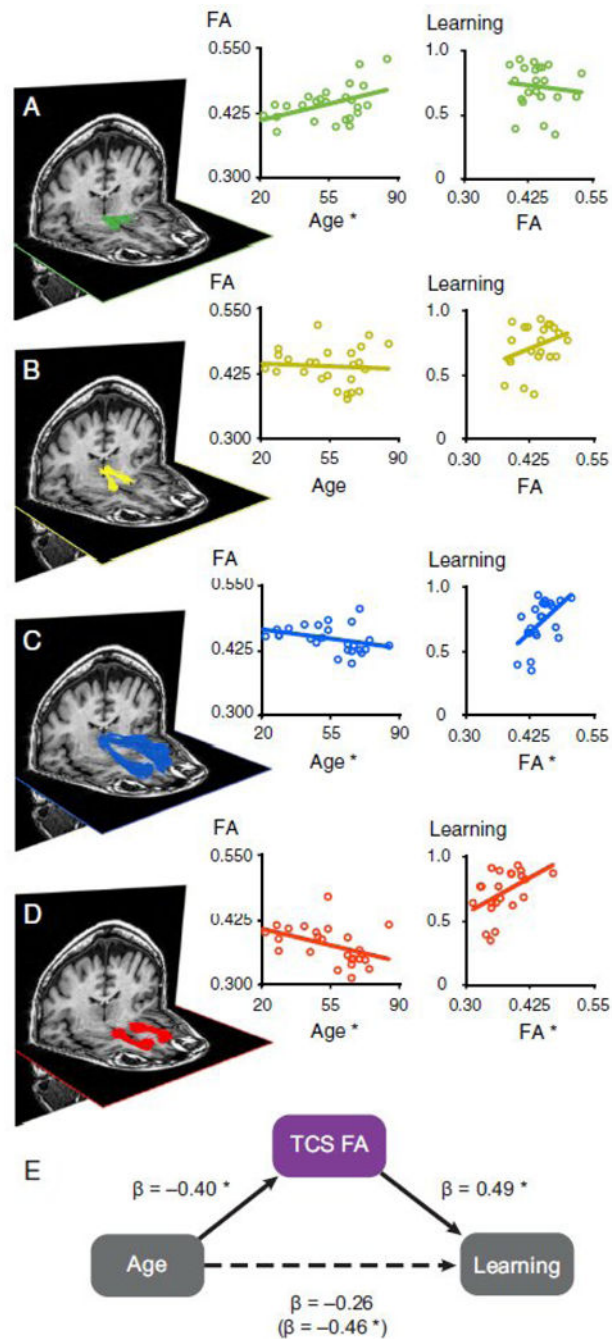 A
FA
0.550
0.425
0.300
20 55 90
Age *
Learning
1.0
0.5
0
0.30 0.425 0.55
FA
B
FA
0.550
0.425
0.300
20 55 90
Age
Learning
1.0
0.5
0
0.30 0.425 0.55
FA
C
FA
0.550
0.425
0.300
20 55 90
Age *
Learning
1.0
0.5
0
0.30 0.425 0.55
FA *
D
FA
0.550
0.425
0.300
20 55 90
Age *
Learning
1.0
0.5
0
0.30 0.425 0.55
FA *
E
TCS FA
β = –0.40 *
β = 0.49 *
Age
Learning
β = –0.26
(β = –0.46 *)